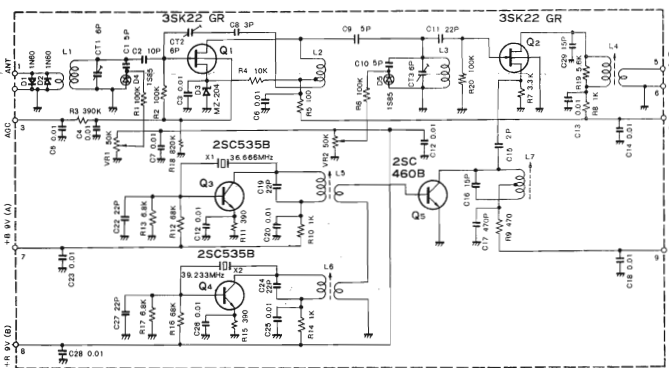 3SK22 GR
3SK22 GR
C8 3P
C9 5P
C11 22P
CT2 6P
Q1
Q2
C29 15P
L4
5
ANT
1
D1 1N60
D2 1N60
L1
CT1 6P
C1 5P
C2 10P
D4 1S85
R1 100K
R2 100K
C3 0.01
D3 MZ-204
R4 10K
L2
C6 0.01
R5 100
C10 5P
D5 1S85
R6 100K
L3
CT3 6P
R20 100K
R7 3.3K
R19 5.6K
R8 1K
C13 0.01
C14 0.01
6
AGC
3
R3 390K
C5 0.01
C4 0.01
VR1 50K
C7 0.01
R18 820K
VR2 50K
C12 0.01
C15 2P
2SC535B
X1 36.666MHz
2SC460B
Q3
C19 22P
L5
Q5
C16 15P
L7
+B 9V (A)
C22 22P
R13 6.8K
R12 68K
C12 0.01
R11 390
C20 0.01
R10 1K
C17 470P
R9 470
7
9
C23 0.01
C18 0.01
2SC535B
39.233MHz
X2
Q4
C24 22P
L6
C27 22P
R17 6.8K
R16 68K
C26 0.01
R15 390
C25 0.01
R14 1K
+R 9V (B)
8
C28 0.01